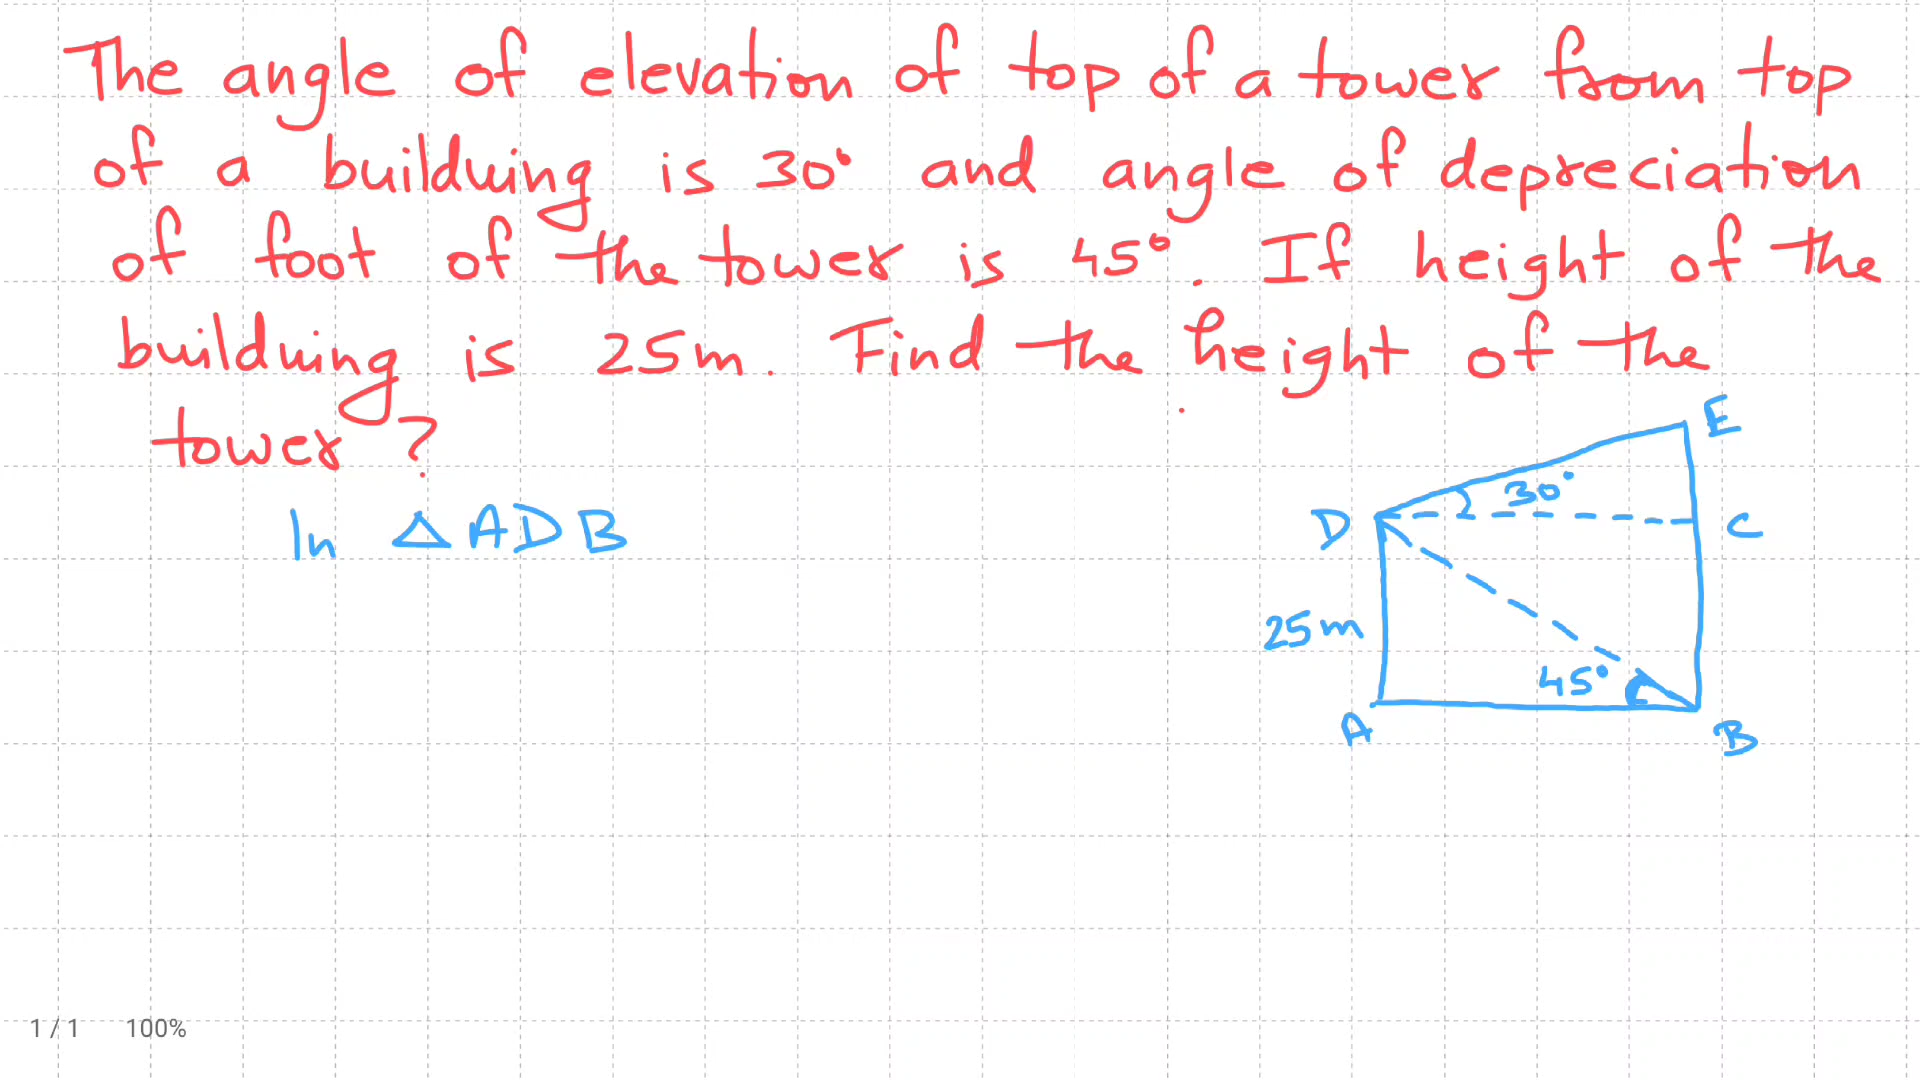 The angle of elevation of top of a tower from top
of a builduing is 30° and angle of depreciation
of foot of the tower is 45°. If height of the
builduing is 25m. Find the height of the
tower?
In △ADB
E
30°
D
C
25m
45°
A
B
1/1 100%